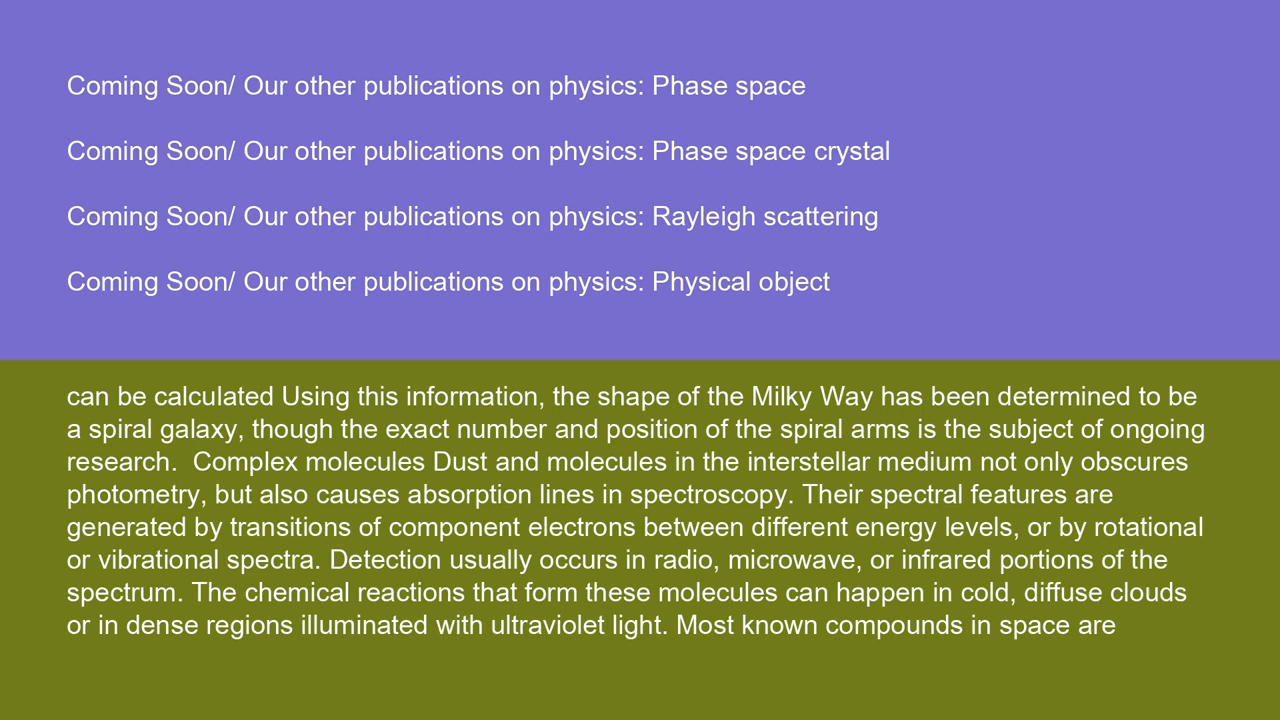 Coming Soon/ Our other publications on physics: Phase space
Coming Soon/ Our other publications on physics: Phase space crystal
Coming Soon/ Our other publications on physics: Rayleigh scattering
Coming Soon/ Our other publications on physics: Physical object
can be calculated Using this information, the shape of the Milky Way has been determined to be
a spiral galaxy, though the exact number and position of the spiral arms is the subject of ongoing
research.  Complex molecules Dust and molecules in the interstellar medium not only obscures
photometry, but also causes absorption lines in spectroscopy. Their spectral features are
generated by transitions of component electrons between different energy levels, or by rotational
or vibrational spectra. Detection usually occurs in radio, microwave, or infrared portions of the
spectrum. The chemical reactions that form these molecules can happen in cold, diffuse clouds
or in dense regions illuminated with ultraviolet light. Most known compounds in space are